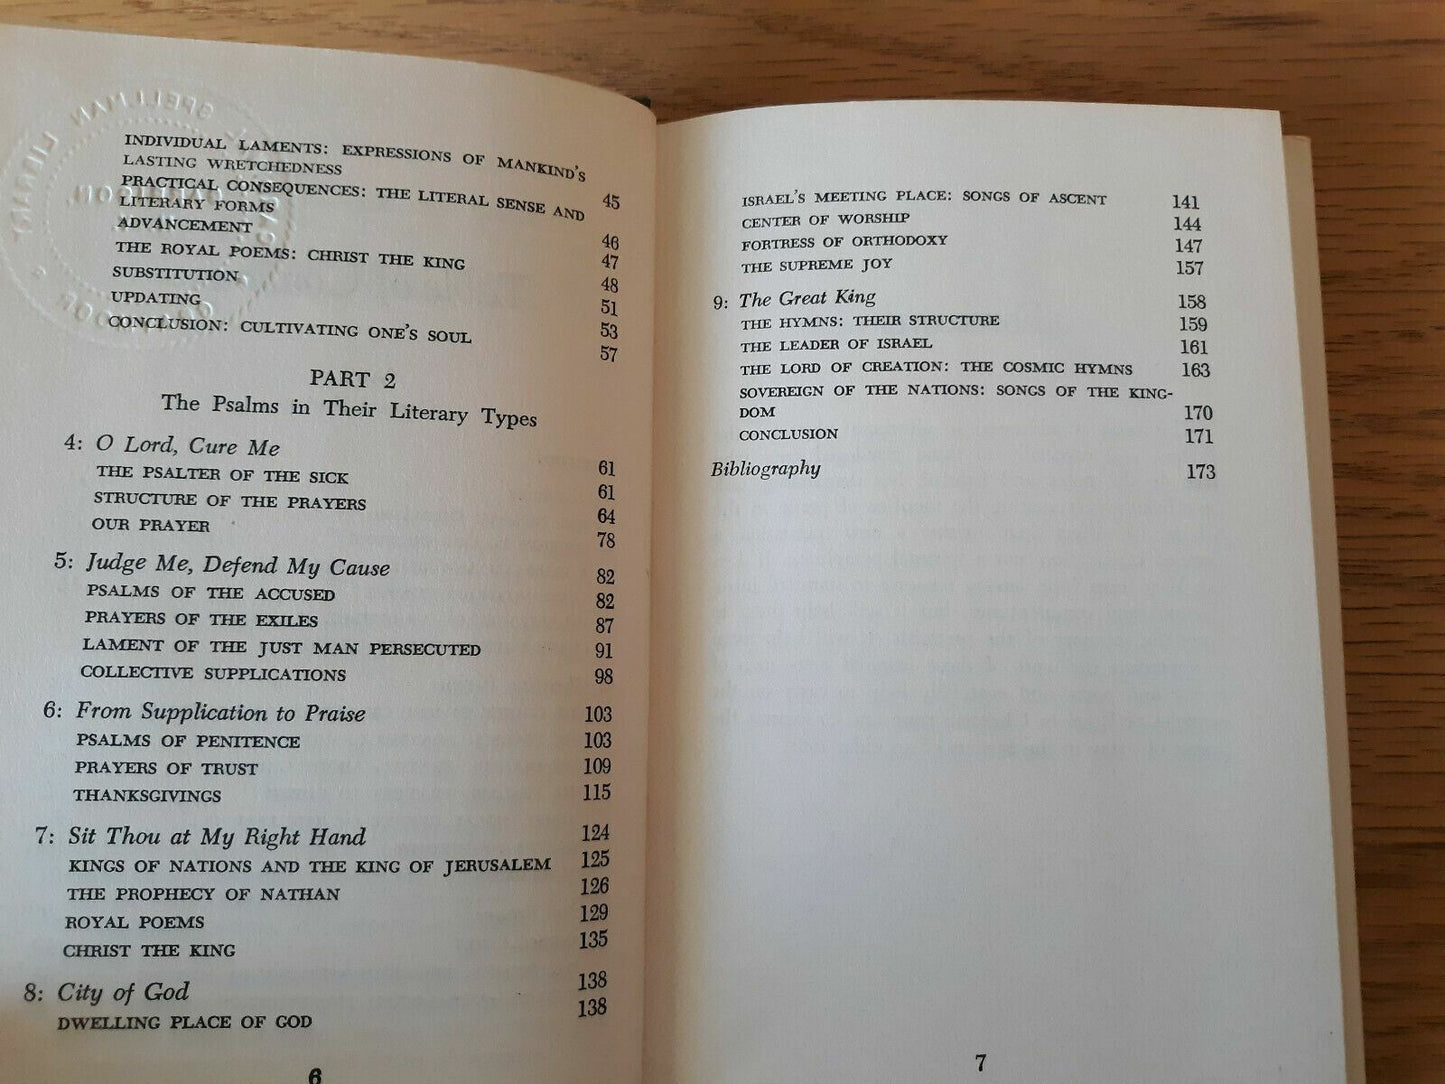 SPELLMAN
INDIVIDUAL LAMENTS: EXPRESSIONS OF MANKIND'S
LASTING WRETCHEDNESS 45
PRACTICAL CONSEQUENCES: THE LITERAL SENSE AND
LITERARY FORMS 46
ADVANCEMENT 47
THE ROYAL POEMS: CHRIST THE KING 48
SUBSTITUTION 51
UPDATING 53
CONCLUSION: CULTIVATING ONE'S SOUL 57
PART 2
The Psalms in Their Literary Types
4: O Lord, Cure Me 61
THE PSALTER OF THE SICK 61
STRUCTURE OF THE PRAYERS 64
OUR PRAYER 78
5: Judge Me, Defend My Cause 82
PSALMS OF THE ACCUSED 82
PRAYERS OF THE EXILES 87
LAMENT OF THE JUST MAN PERSECUTED 91
COLLECTIVE SUPPLICATIONS 98
6: From Supplication to Praise 103
PSALMS OF PENITENCE 103
PRAYERS OF TRUST 109
THANKSGIVINGS 115
7: Sit Thou at My Right Hand 124
KINGS OF NATIONS AND THE KING OF JERUSALEM 125
THE PROPHECY OF NATHAN 126
ROYAL POEMS 129
CHRIST THE KING 135
8: City of God 138
DWELLING PLACE OF GOD 138
6
ISRAEL'S MEETING PLACE: SONGS OF ASCENT 141
CENTER OF WORSHIP 144
FORTRESS OF ORTHODOXY 147
THE SUPREME JOY 157
9: The Great King 158
THE HYMNS: THEIR STRUCTURE 159
THE LEADER OF ISRAEL 161
THE LORD OF CREATION: THE COSMIC HYMNS 163
SOVEREIGN OF THE NATIONS: SONGS OF THE KING-
DOM 170
CONCLUSION 171
Bibliography 173
7